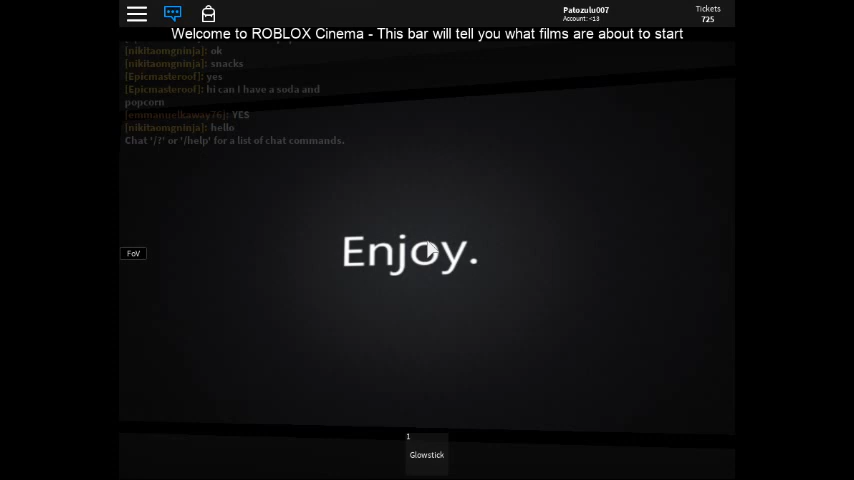 Patozulu007
Account: <13
Tickets
725
Welcome to ROBLOX Cinema - This bar will tell you what films are about to start
[nikitaomgninja]: ok
[nikitaomgninja]: snacks
[Epicmasteroof]: yes
[Epicmasteroof]: hi can I have a soda and
popcorn
[emmanuelkaway76]: YES
[nikitaomgninja]: hello
Chat '/?' or '/help' for a list of chat commands.
Enjoy.
FoV
1
Glowstick